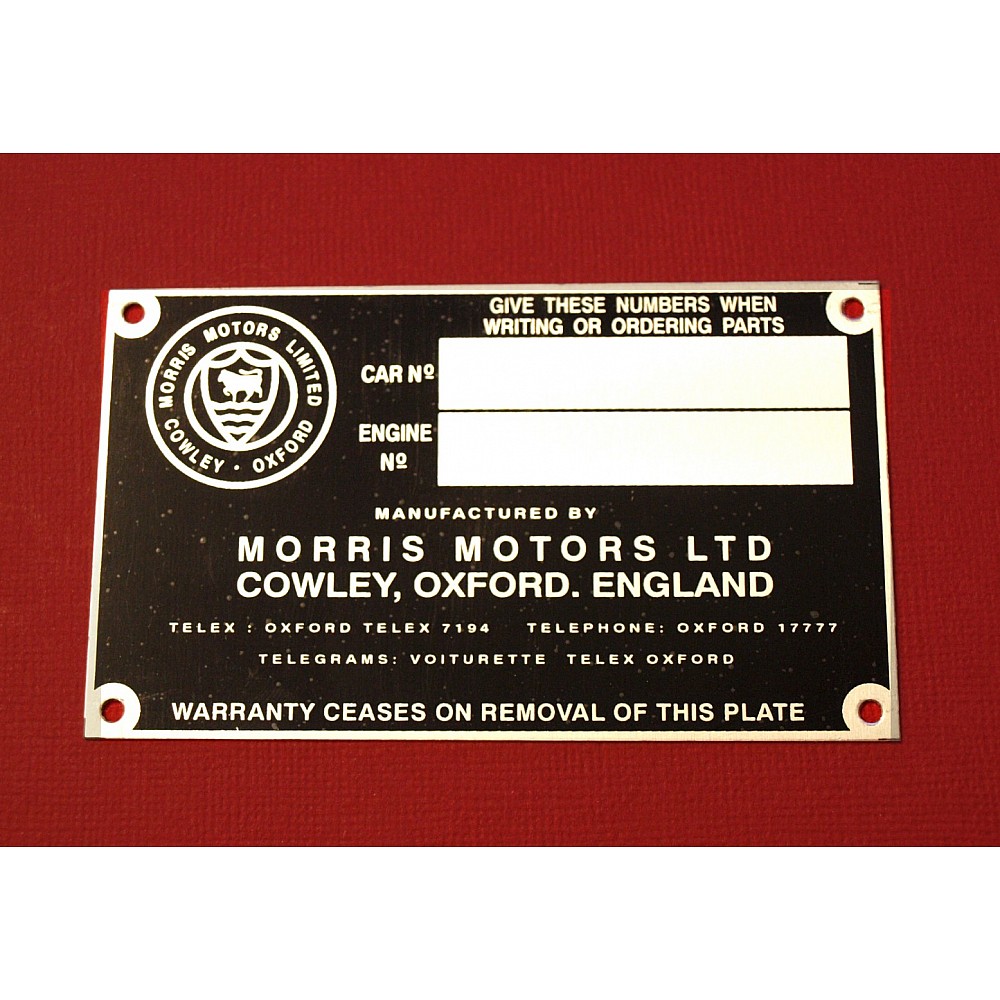 MORRIS MOTORS LIMITED
COWLEY · OXFORD
GIVE THESE NUMBERS WHEN
WRITING OR ORDERING PARTS
CAR Nº
ENGINE
Nº
MANUFACTURED BY
MORRIS MOTORS LTD
COWLEY, OXFORD. ENGLAND
TELEX : OXFORD TELEX 7194 TELEPHONE: OXFORD 17777
TELEGRAMS: VOITURETTE TELEX OXFORD
WARRANTY CEASES ON REMOVAL OF THIS PLATE